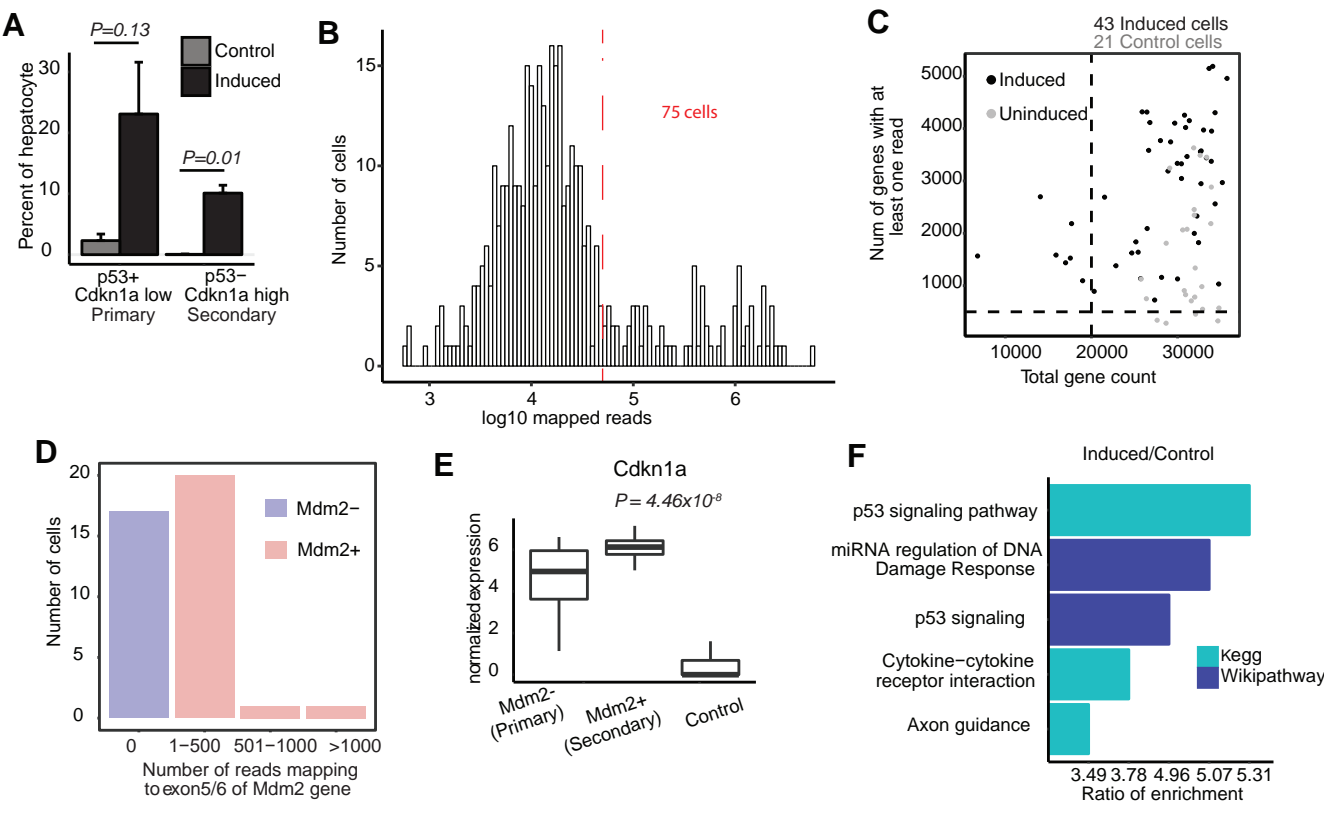 A
P=0.13
Control
Induced
P=0.01
Percent of hepatocyte
30
20
10
0
p53+
Cdkn1a low
Primary
p53−
Cdkn1a high
Secondary
B
75 cells
Number of cells
15
10
5
0
3
4
5
6
log10 mapped reads
C
43 Induced cells
21 Control cells
Induced
Uninduced
Num of genes with at
least one read
5000
4000
3000
2000
1000
10000
20000
30000
Total gene count
D
Mdm2−
Mdm2+
Number of cells
20
15
10
5
0
0
1−500
501−1000
>1000
Number of reads mapping
to exon5/6 of Mdm2 gene
E
Cdkn1a
P = 4.46x10-8
normalized expression
6
4
2
0
Mdm2-
(Primary)
Mdm2+
(Secondary)
Control
F
Induced/Control
p53 signaling pathway
miRNA regulation of DNA
Damage Response
p53 signaling
Cytokine−cytokine
receptor interaction
Axon guidance
Kegg
Wikipathway
3.49 3.78 4.96 5.07 5.31
Ratio of enrichment